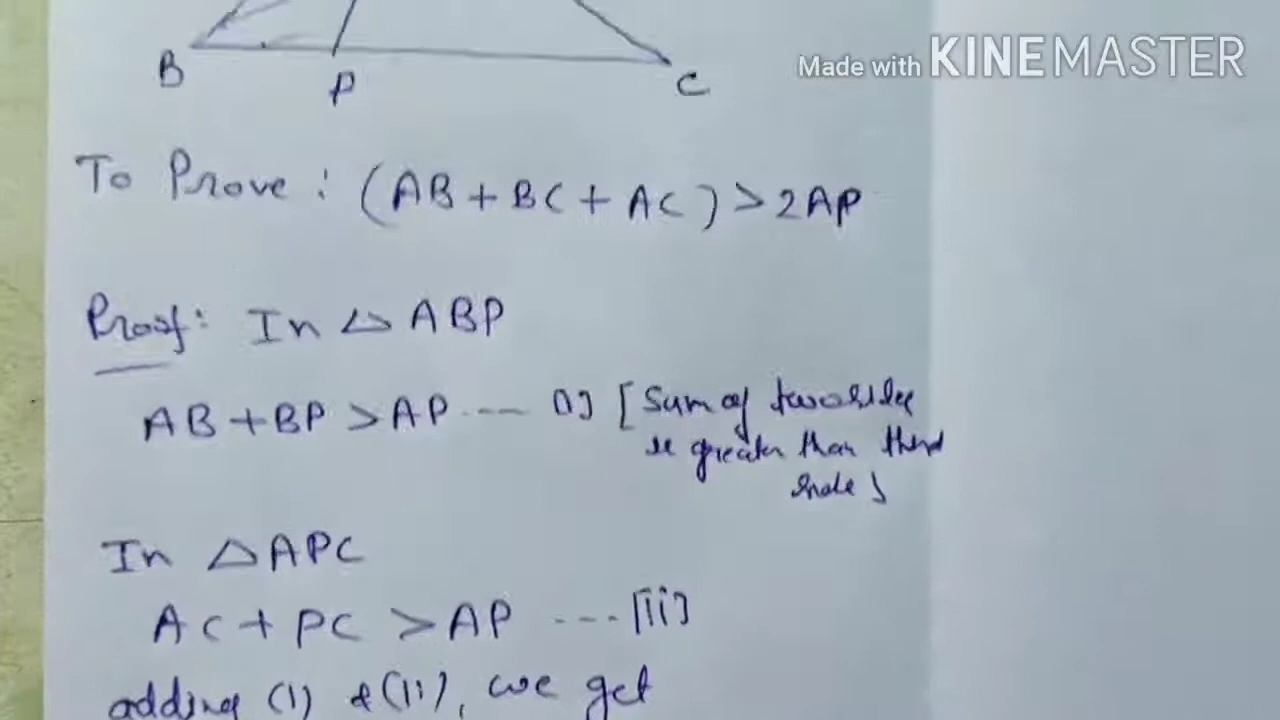 Made with KINEMASTER
B
P
C
To Prove : (AB + BC + AC) > 2AP
Proof: In △ ABP
AB + BP > AP --- (i) [Sum of two side
is greater than third
side]
In △APC
AC + PC > AP ---- [ii]
adding (i) & (ii), we get